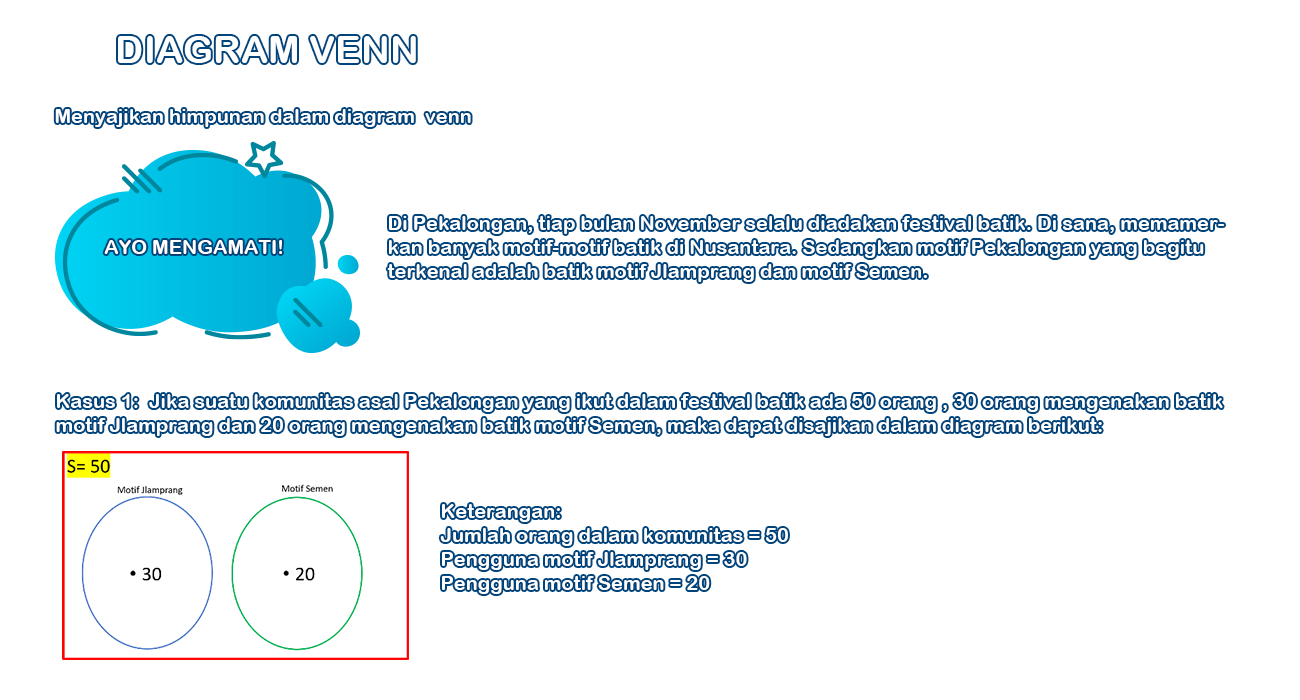 DIAGRAM VENN
Menyajikan himpunan dalam diagram  venn
AYO MENGAMATI!
Di Pekalongan, tiap bulan November selalu diadakan festival batik. Di sana, memamer-
kan banyak motif-motif batik di Nusantara. Sedangkan motif Pekalongan yang begitu
terkenal adalah batik motif Jlamprang dan motif Semen.
Kasus 1:  Jika suatu komunitas asal Pekalongan yang ikut dalam festival batik ada 50 orang , 30 orang mengenakan batik
motif Jlamprang dan 20 orang mengenakan batik motif Semen, maka dapat disajikan dalam diagram berikut:
S= 50
Motif Jlamprang
Motif Semen
• 30
• 20
Keterangan:
Jumlah orang dalam komunitas = 50
Pengguna motif Jlamprang = 30
Pengguna motif Semen = 20